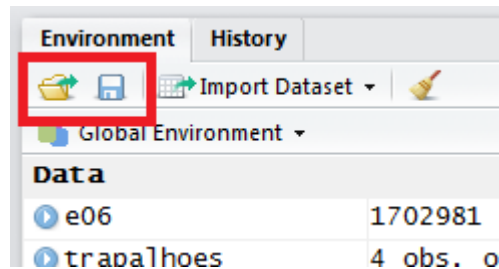 Environment History
Import Dataset
Global Environment
Data
e06 1702981
trapalhoes 4 obs. o